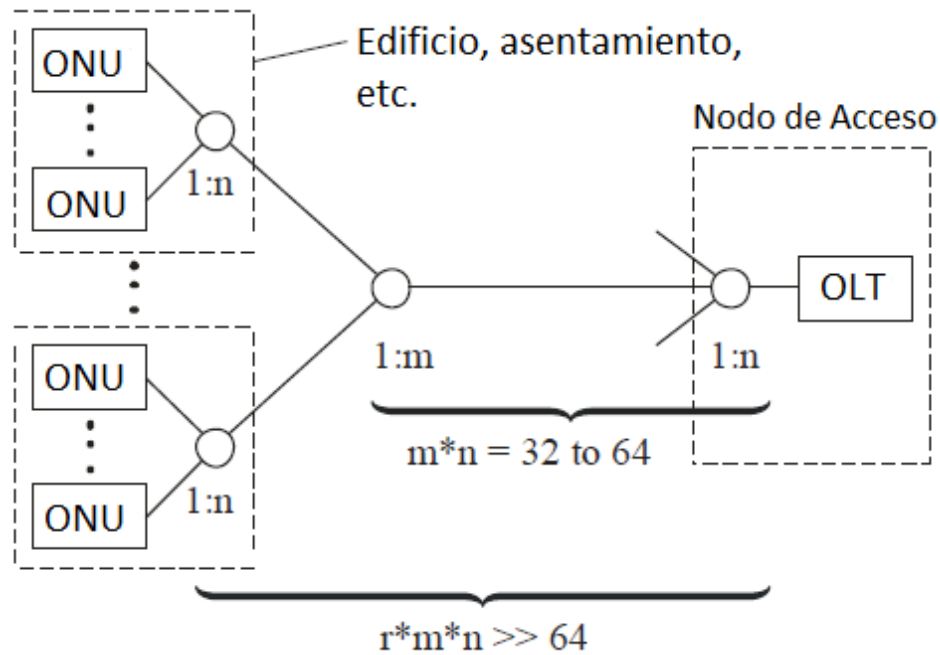 ONU
ONU
1:n
Edificio, asentamiento,
etc.
Nodo de Acceso
OLT
1:m
1:n
m*n = 32 to 64
ONU
ONU
1:n
r*m*n >> 64